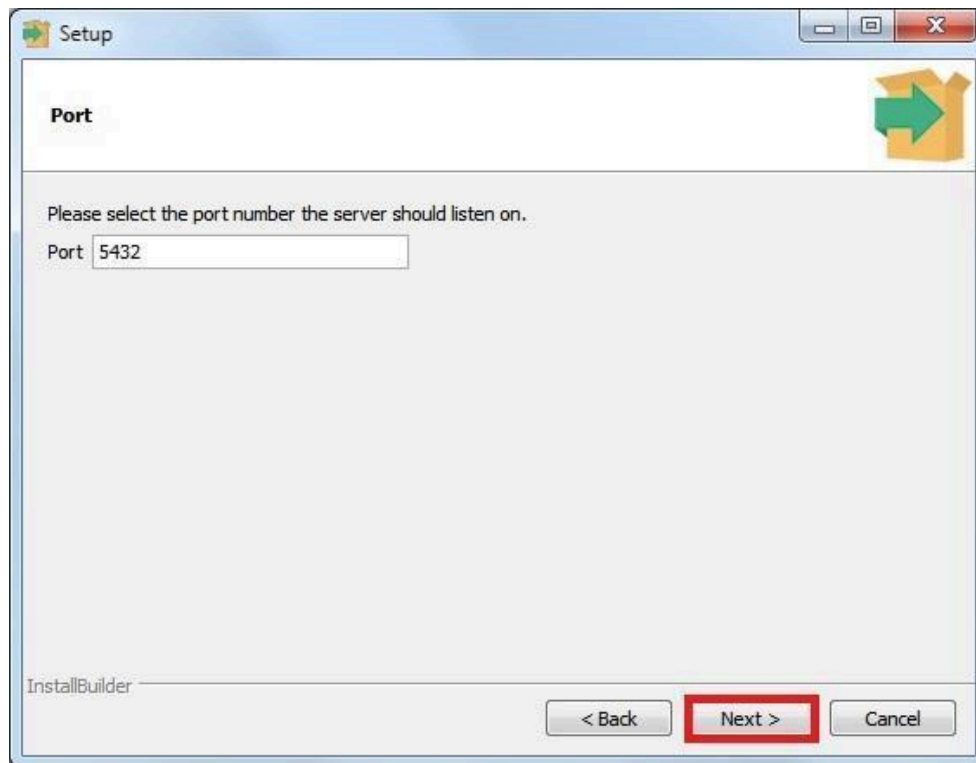 Setup
Port
Please select the port number the server should listen on.
Port 5432
InstallBuilder
< Back Next > Cancel